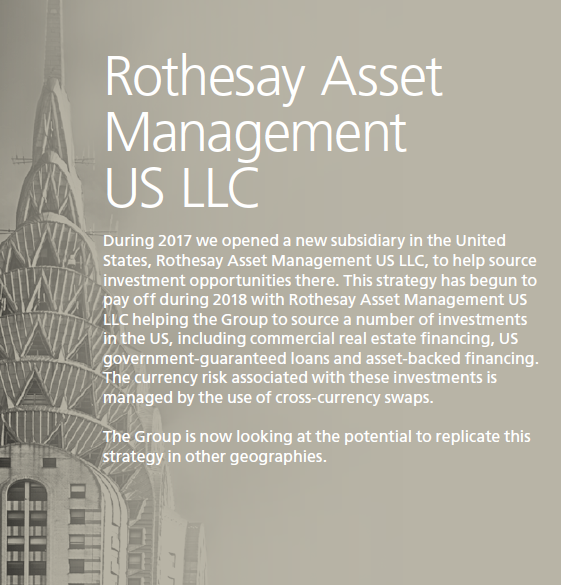 Rothesay Asset
Management
US LLC
During 2017 we opened a new subsidiary in the United
States, Rothesay Asset Management US LLC, to help source
investment opportunities there. This strategy has begun to
pay off during 2018 with Rothesay Asset Management US
LLC helping the Group to source a number of investments
in the US, including commercial real estate financing, US
government-guaranteed loans and asset-backed financing.
The currency risk associated with these investments is
managed by the use of cross-currency swaps.
The Group is now looking at the potential to replicate this
strategy in other geographies.